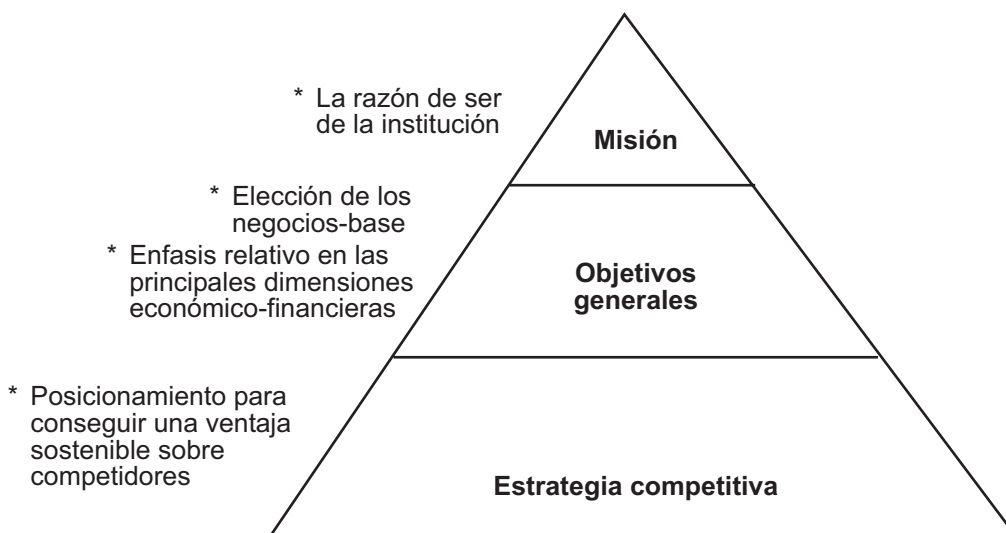 * La razón de ser
de la institución
Misión
* Elección de los
negocios-base
* Enfasis relativo en las
principales dimensiones
económico-financieras
Objetivos
generales
* Posicionamiento para
conseguir una ventaja
sostenible sobre
competidores
Estrategia competitiva